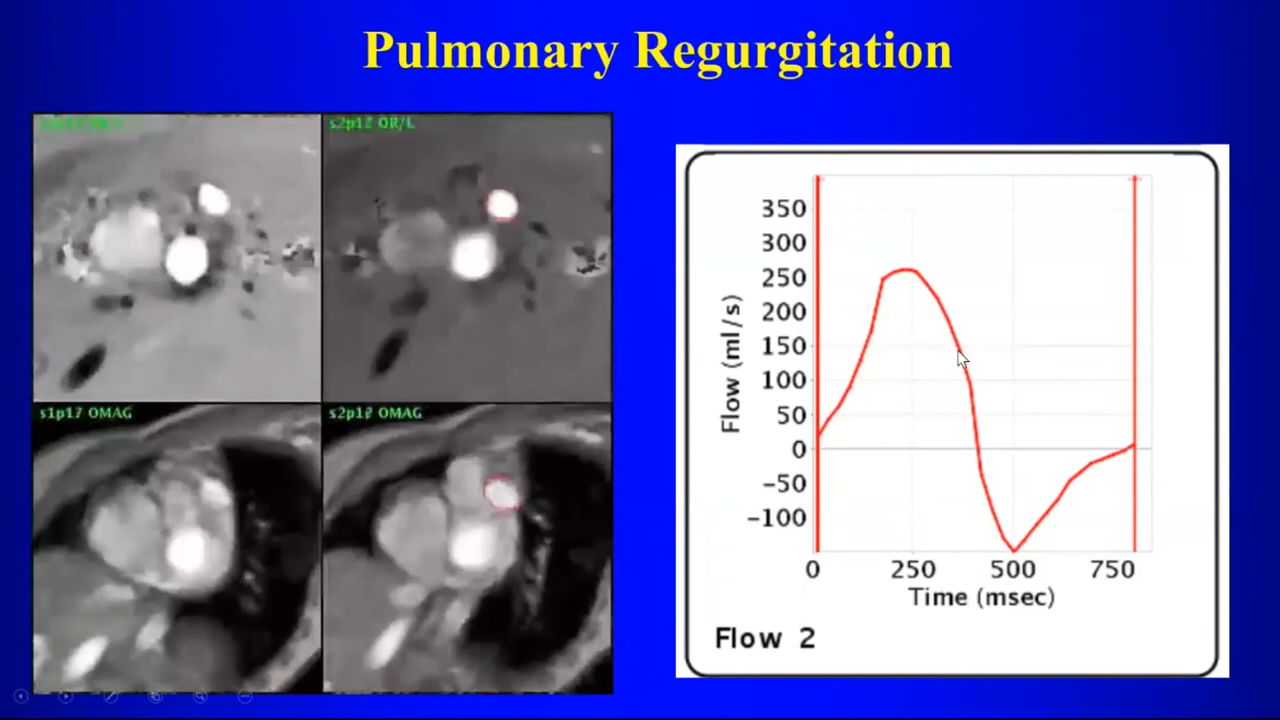 Pulmonary Regurgitation
s2p12 OR/L
s1p17 OMAG
s2p12 OMAG
350
300
250
200
150
100
50
0
-50
-100
Flow (ml/s)
0 250 500 750
Time (msec)
Flow 2